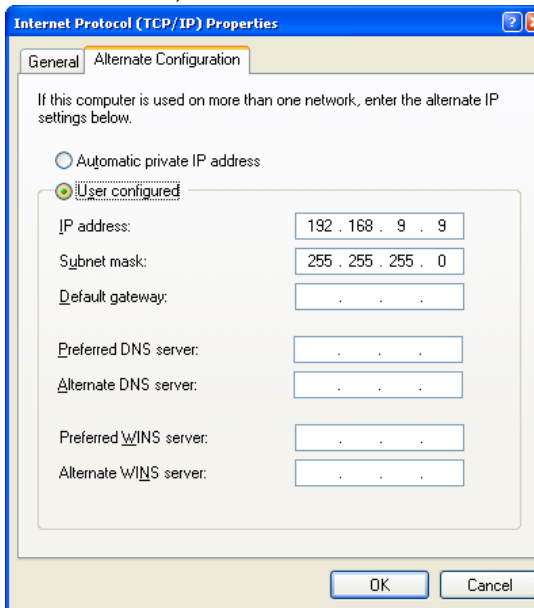 Internet Protocol (TCP/IP) Properties
General
Alternate Configuration
If this computer is used on more than one network, enter the alternate IP
settings below.
Automatic private IP address
User configured
IP address: 192 . 168 . 9 . 9
Subnet mask: 255 . 255 . 255 . 0
Default gateway: . . .
Preferred DNS server: . . .
Alternate DNS server: . . .
Preferred WINS server: . . .
Alternate WINS server: . . .
OK
Cancel